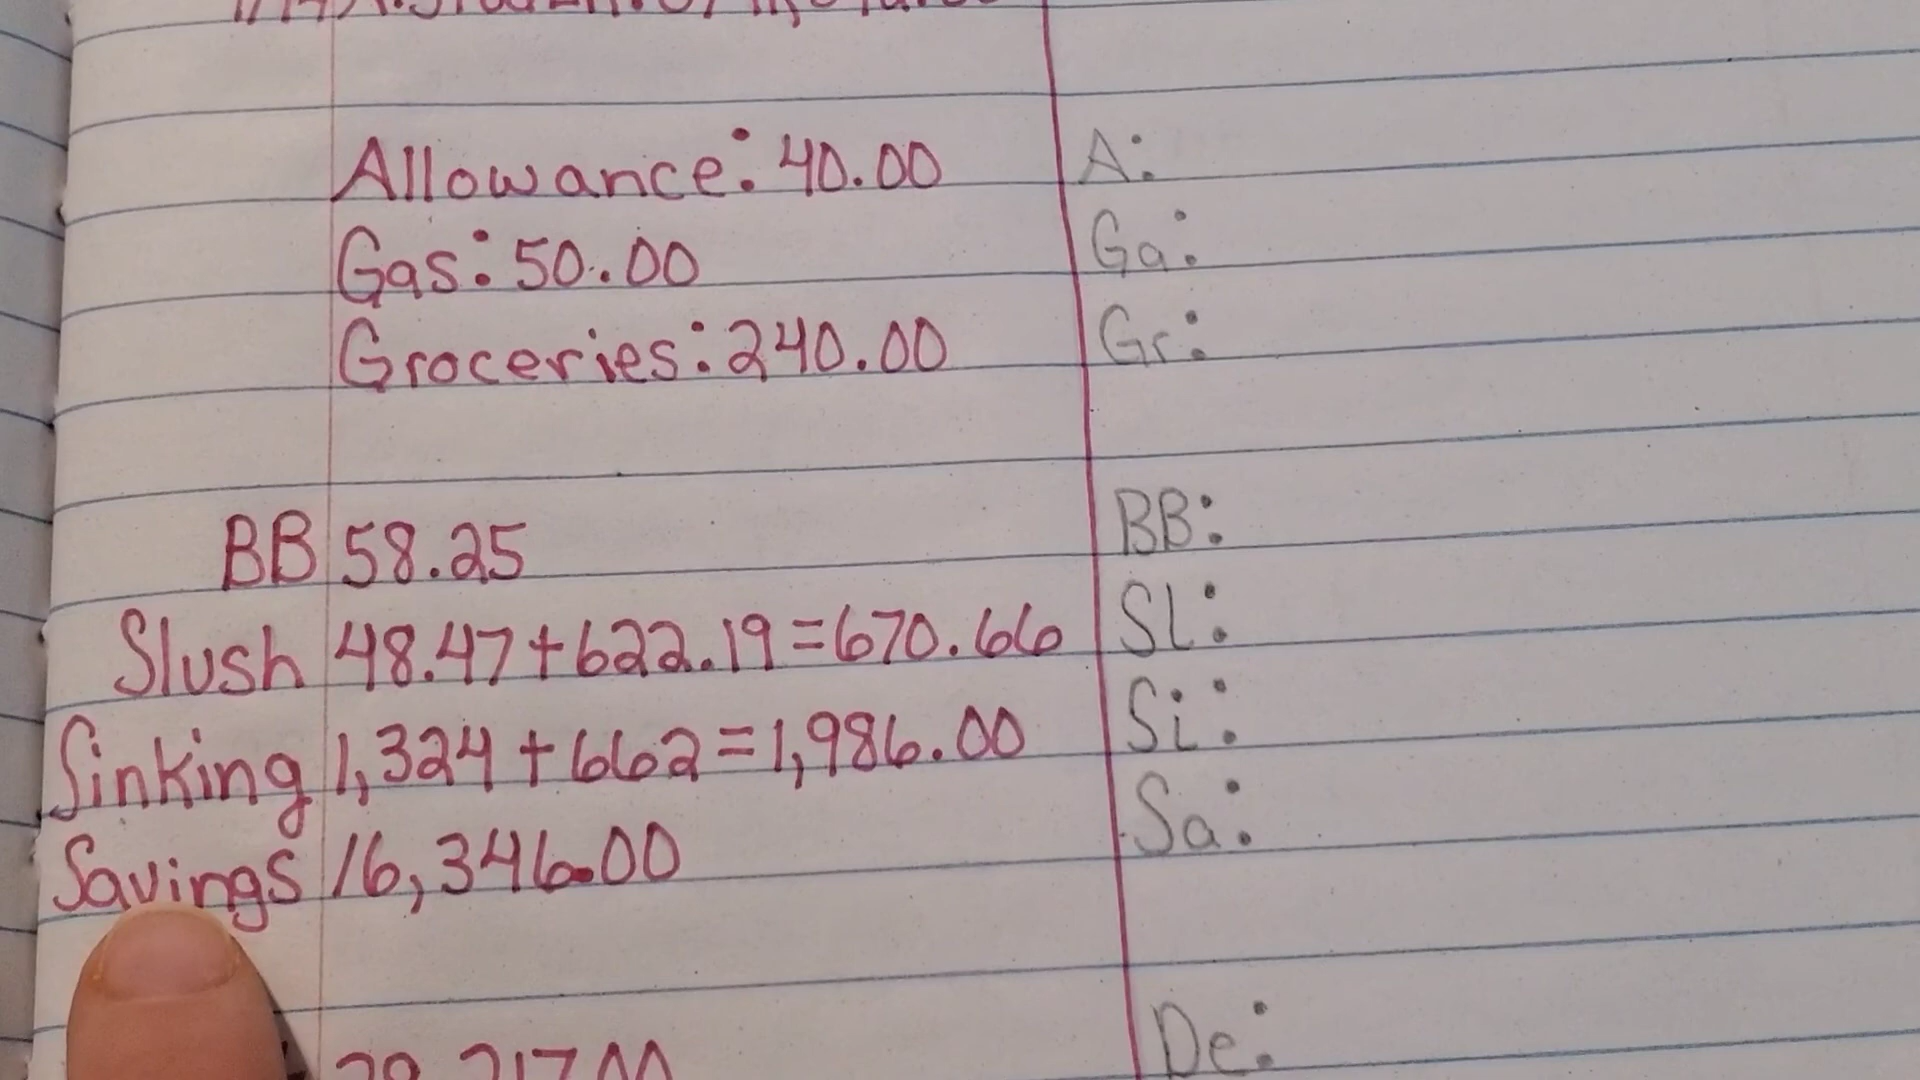 Allowance: 40.00 A:
Gas: 50.00 Ga:
Groceries: 240.00 Gr:
BB 58.25 BB:
Slush 48.47+622.19=670.66 Sl:
Sinking 1,324+662=1,986.00 Si:
Savings 16,346.00 Sa:
De: